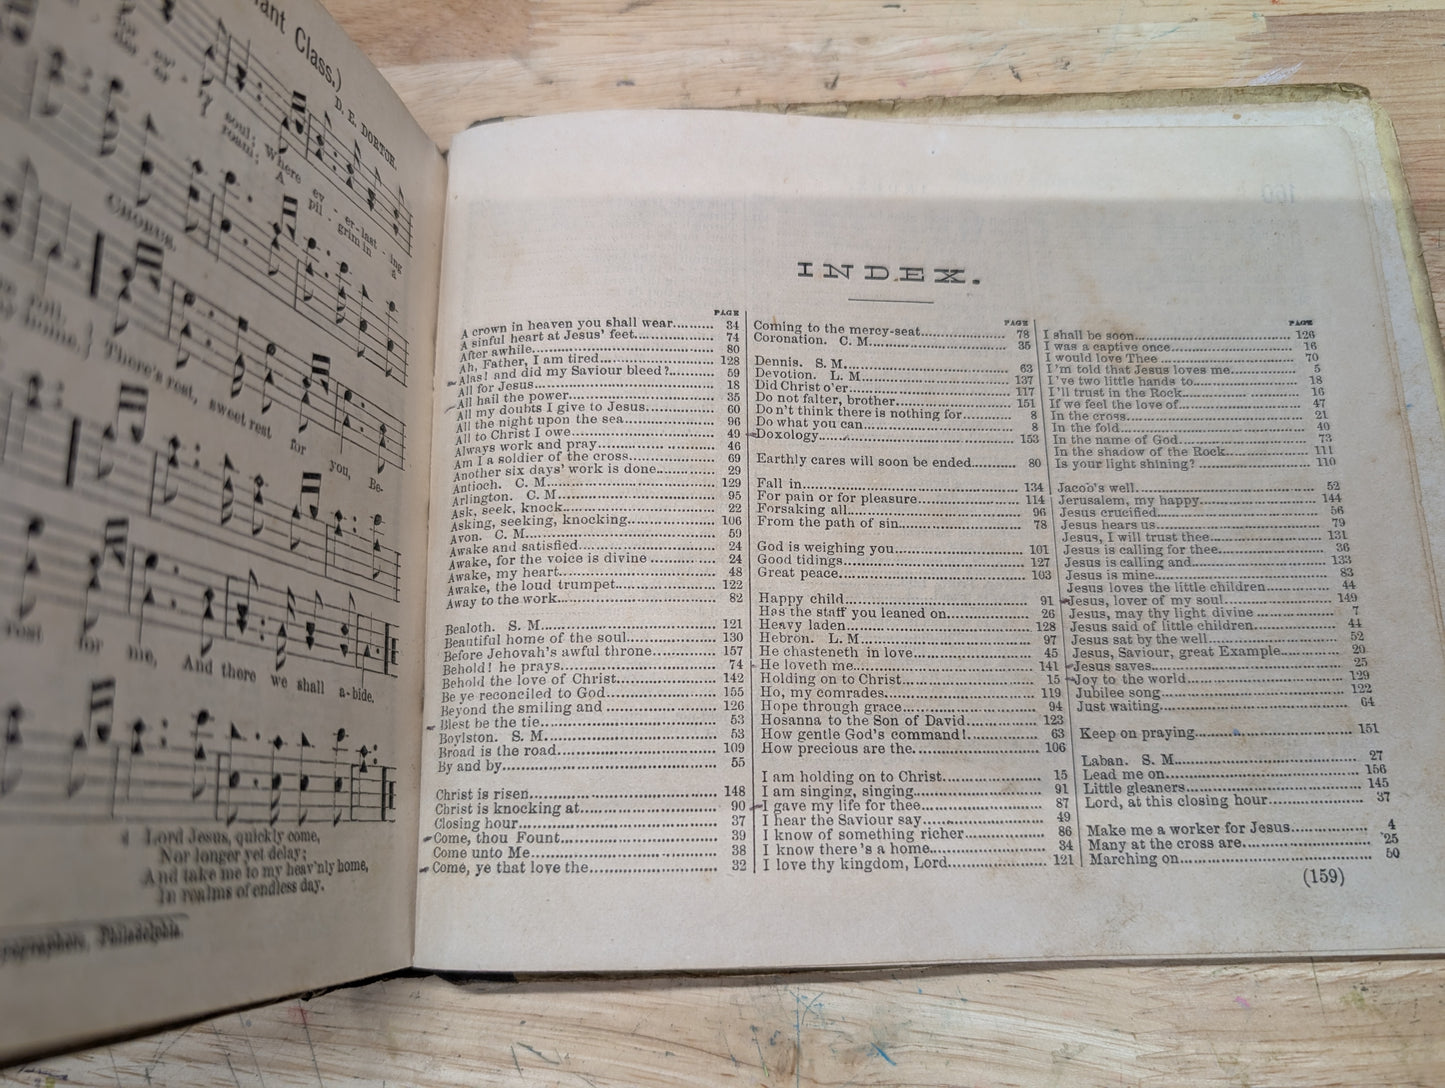 ant Class.)
D. E. DORTCH.
soul; Where ev - er-last - ing
roam; A pil - grim in a
CHORUS.
roll,
home. } There's rest, sweet rest for you, Be-
rest for me, And there we shall a-bide.
4 Lord Jesus, quickly come,
Nor longer yet delay;
And take me to my heav'nly home,
In realms of endless day.
Philadelphia.
INDEX.
PAGE
A crown in heaven you shall wear.......... 34
A sinful heart at Jesus' feet.................... 74
After awhile.............................. 80
Ah, Father, I am tired.................... 128
Alas! and did my Saviour bleed?.......... 59
All for Jesus.............................. 18
All hail the power........................ 35
All my doubts I give to Jesus............. 60
All the night upon the sea................ 96
All to Christ I owe....................... 49
Always work and pray...................... 46
Am I a soldier of the cross............... 69
Another six days' work is done............ 29
Antioch. C. M............................. 129
Arlington. C. M........................... 95
Ask, seek, knock.......................... 22
Asking, seeking, knocking................. 106
Avon. C. M................................ 59
Awake and satisfied....................... 24
Awake, for the voice is divine ........... 24
Awake, my heart........................... 48
Awake, the loud trumpet................... 122
Away to the work.......................... 82
Bealoth. S. M............................. 121
Beautiful home of the soul................ 130
Before Jehovah's awful throne............. 157
Behold! he prays.......................... 74
Behold the love of Christ................. 142
Be ye reconciled to God................... 155
Beyond the smiling and ................... 126
Blest be the tie.......................... 53
Boylston. S. M............................ 53
Broad is the road......................... 109
By and by................................. 55
Christ is risen........................... 148
Christ is knocking at..................... 90
Closing hour.............................. 37
Come, thou Fount.......................... 39
Come unto Me.............................. 38
Come, ye that love the.................... 32
PAGE
Coming to the mercy-seat.................. 78
Coronation. C. M.......................... 35
Dennis. S. M.............................. 63
Devotion. L. M............................ 137
Did Christ o'er........................... 117
Do not falter, brother.................... 151
Don't think there is nothing for.......... 8
Do what you can........................... 8
Doxology.................................. 153
Earthly cares will soon be ended.......... 80
Fall in................................... 134
For pain or for pleasure.................. 114
Forsaking all............................. 96
From the path of sin...................... 78
God is weighing you....................... 101
Good tidings.............................. 127
Great peace............................... 103
Happy child............................... 91
Has the staff you leaned on............... 26
Heavy laden............................... 128
Hebron. L. M.............................. 97
He chasteneth in love..................... 45
He loveth me.............................. 141
Holding on to Christ...................... 15
Ho, my comrades........................... 119
Hope through grace........................ 94
Hosanna to the Son of David............... 123
How gentle God's command!................. 63
How precious are the...................... 106
I am holding on to Christ................. 15
I am singing, singing..................... 91
I gave my life for thee................... 87
I hear the Saviour say.................... 49
I know of something richer................ 86
I know there's a home..................... 34
I love thy kingdom, Lord.................. 121
PAGE
I shall be soon........................... 126
I was a captive once...................... 16
I would love Thee ........................ 70
I'm told that Jesus loves me.............. 5
I've two little hands to.................. 18
I'll trust in the Rock.................... 16
If we feel the love of.................... 47
In the cross.............................. 21
In the fold............................... 40
In the name of God........................ 73
In the shadow of the Rock................. 111
Is your light shining? ................... 110
Jacob's well.............................. 52
Jerusalem, my happy....................... 144
Jesus crucified........................... 56
Jesus hears us............................ 79
Jesus, I will trust thee.................. 131
Jesus is calling for thee................. 36
Jesus is calling and...................... 133
Jesus is mine............................. 83
Jesus loves the little children........... 44
Jesus, lover of my soul................... 149
Jesus, may thy light divine .............. 7
Jesus said of little children............. 44
Jesus sat by the well..................... 52
Jesus, Saviour, great Example............. 20
Jesus saves............................... 25
Joy to the world.......................... 129
Jubilee song.............................. 122
Just waiting.............................. 64
Keep on praying........................... 151
Laban. S. M............................... 27
Lead me on................................ 156
Little gleaners........................... 145
Lord, at this closing hour................ 37
Make me a worker for Jesus................ 4
Many at the cross are..................... 25
Marching on............................... 50
(159)